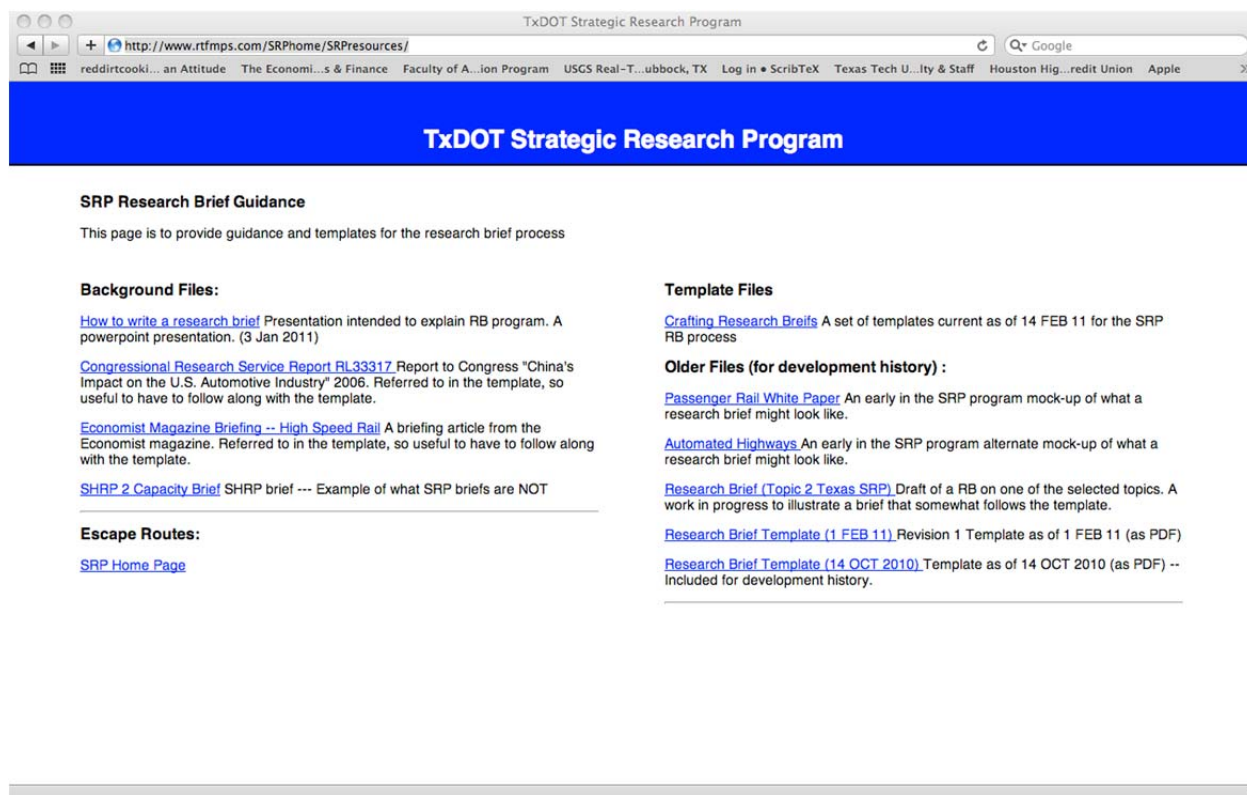 TxDOT Strategic Research Program
http://www.rtfmps.com/SRPhome/SRPresources/
Google
reddirtcooki... an Attitude The Economi...s & Finance Faculty of A...ion Program USGS Real-T...ubbock, TX Log in • ScribTeX Texas Tech U...lty & Staff Houston Hig...redit Union Apple
TxDOT Strategic Research Program
SRP Research Brief Guidance
This page is to provide guidance and templates for the research brief process
Background Files:
How to write a research brief Presentation intended to explain RB program. A
powerpoint presentation. (3 Jan 2011)
Congressional Research Service Report RL33317 Report to Congress "China's
Impact on the U.S. Automotive Industry" 2006. Referred to in the template, so
useful to have to follow along with the template.
Economist Magazine Briefing -- High Speed Rail A briefing article from the
Economist magazine. Referred to in the template, so useful to have to follow along
with the template.
SHRP 2 Capacity Brief SHRP brief --- Example of what SRP briefs are NOT
Escape Routes:
SRP Home Page
Template Files
Crafting Research Breifs A set of templates current as of 14 FEB 11 for the SRP
RB process
Older Files (for development history) :
Passenger Rail White Paper An early in the SRP program mock-up of what a
research brief might look like.
Automated Highways An early in the SRP program alternate mock-up of what a
research brief might look like.
Research Brief (Topic 2 Texas SRP) Draft of a RB on one of the selected topics. A
work in progress to illustrate a brief that somewhat follows the template.
Research Brief Template (1 FEB 11) Revision 1 Template as of 1 FEB 11 (as PDF)
Research Brief Template (14 OCT 2010) Template as of 14 OCT 2010 (as PDF) --
Included for development history.